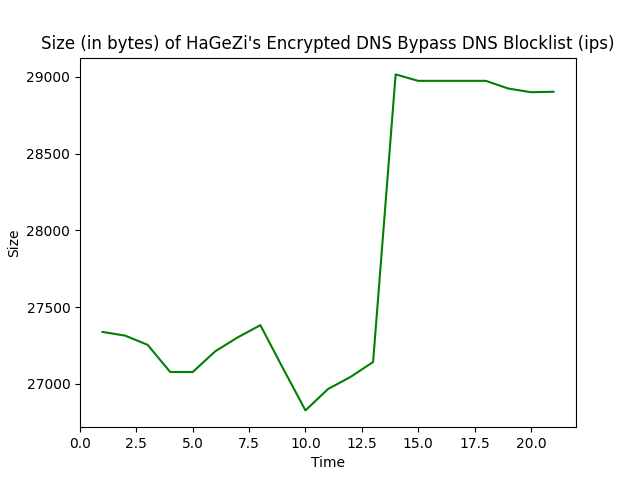 Size (in bytes) of HaGeZi's Encrypted DNS Bypass DNS Blocklist (ips)
29000
28500
28000
27500
27000
Size
0.0 2.5 5.0 7.5 10.0 12.5 15.0 17.5 20.0
Time